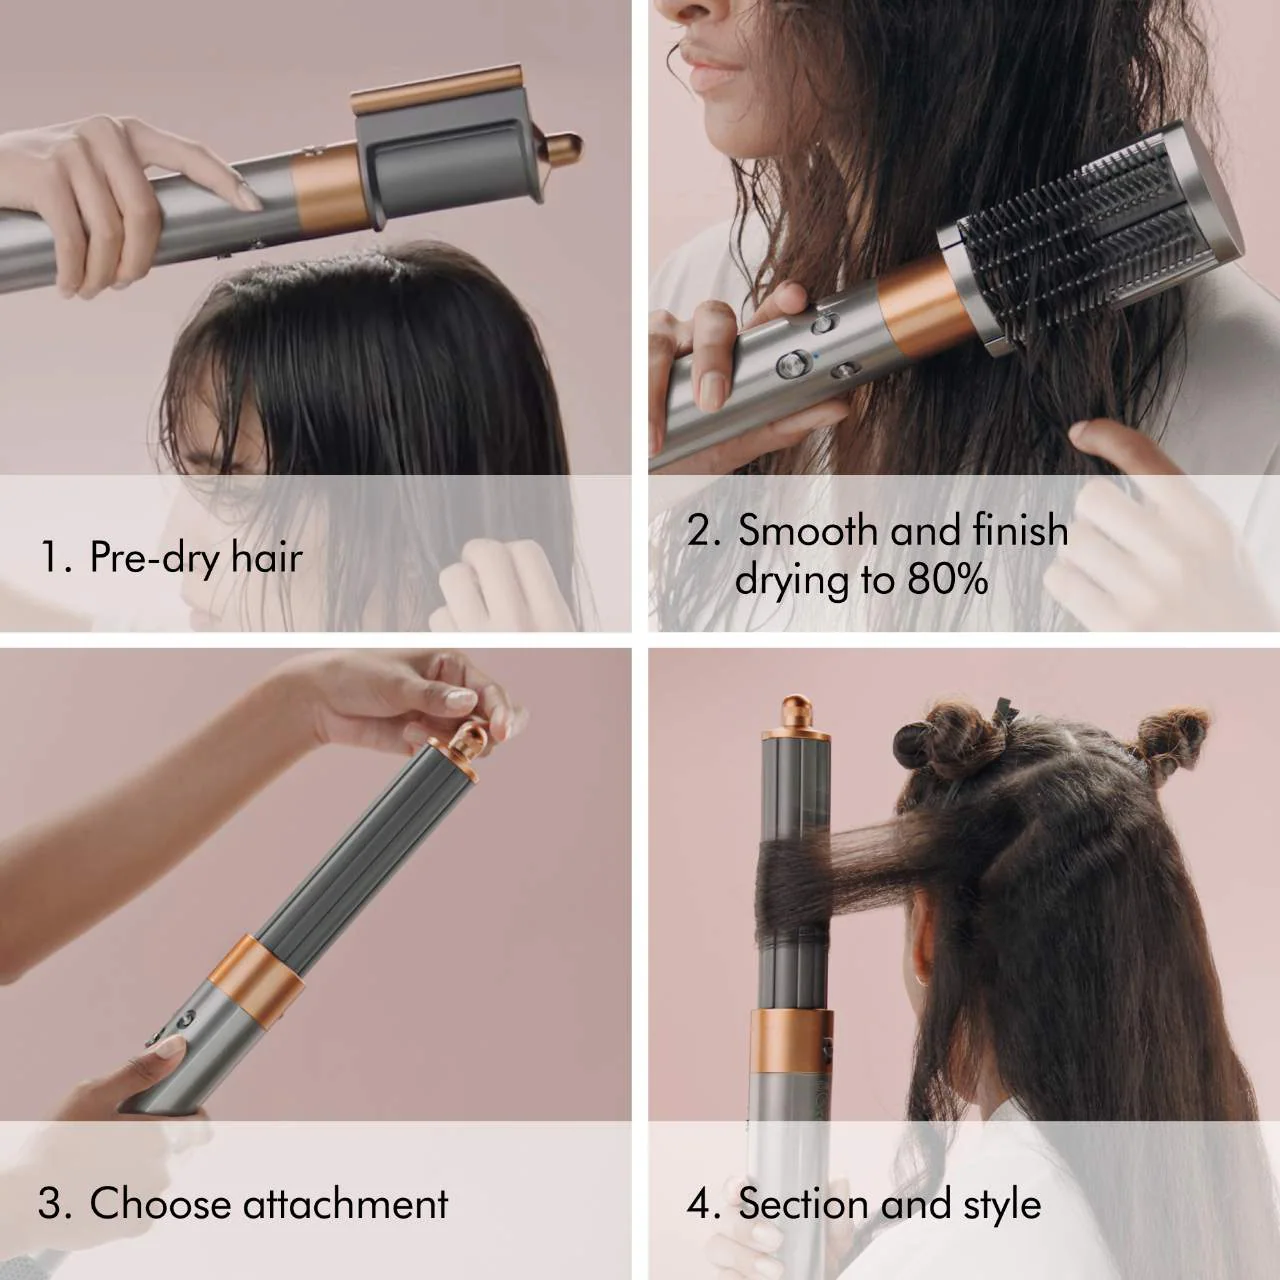 1. Pre-dry hair
2. Smooth and finish
drying to 80%
3. Choose attachment
4. Section and style